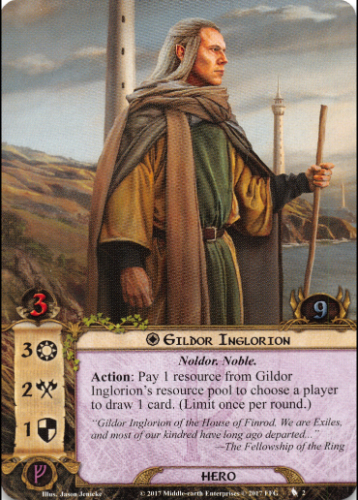 3
9
Gildor Inglorion
3
Noldor. Noble.
Action: Pay 1 resource from Gildor
Inglorion's resource pool to choose a player
2
to draw 1 card. (Limit once per round.)
1
"Gildor Inglorion of the House of Finrod. We are Exiles,
and most of our kindred have long ago departed..."
–The Fellowship of the Ring
HERO
Illus. Jason Jenicke
© 2017 Middle-earth Enterprises
2017 FFG
2